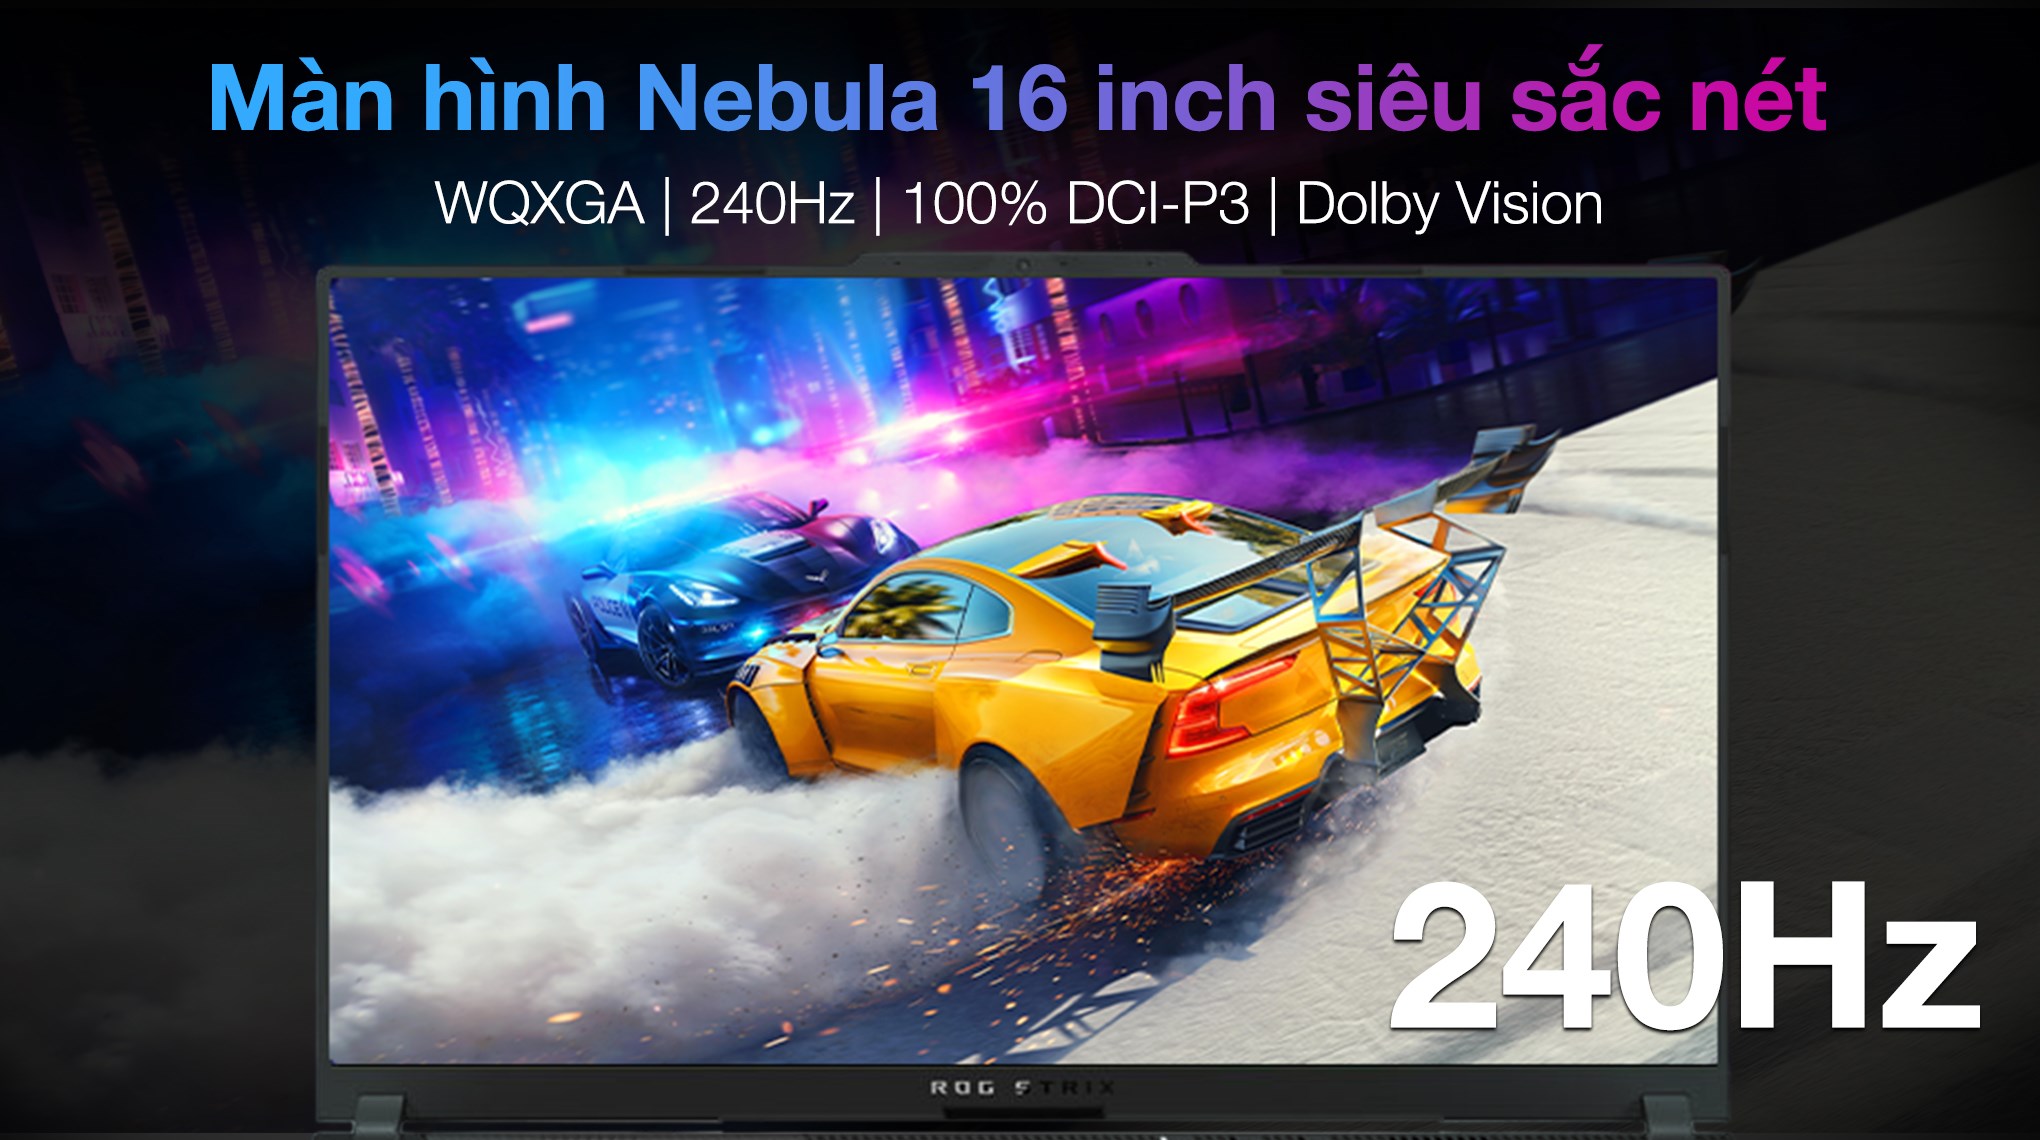 Màn hình Nebula 16 inch siêu sắc nét
WQXGA | 240Hz | 100% DCI-P3 | Dolby Vision
240Hz
ROG STRIX